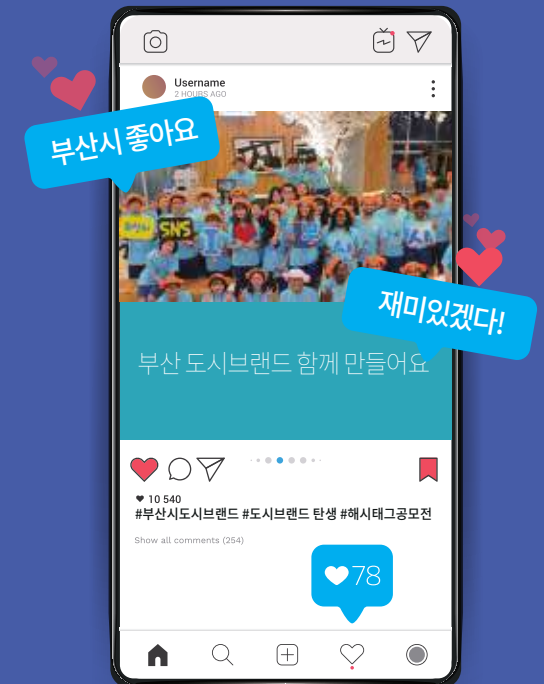 Username
2 HOURS AGO
부산시 좋아요
SNS
재미있겠다!
부산 도시브랜드 함께 만들어요
10 540
#부산시도시브랜드 #도시브랜드 탄생 #해시태그공모전
Show all comments (254)
78